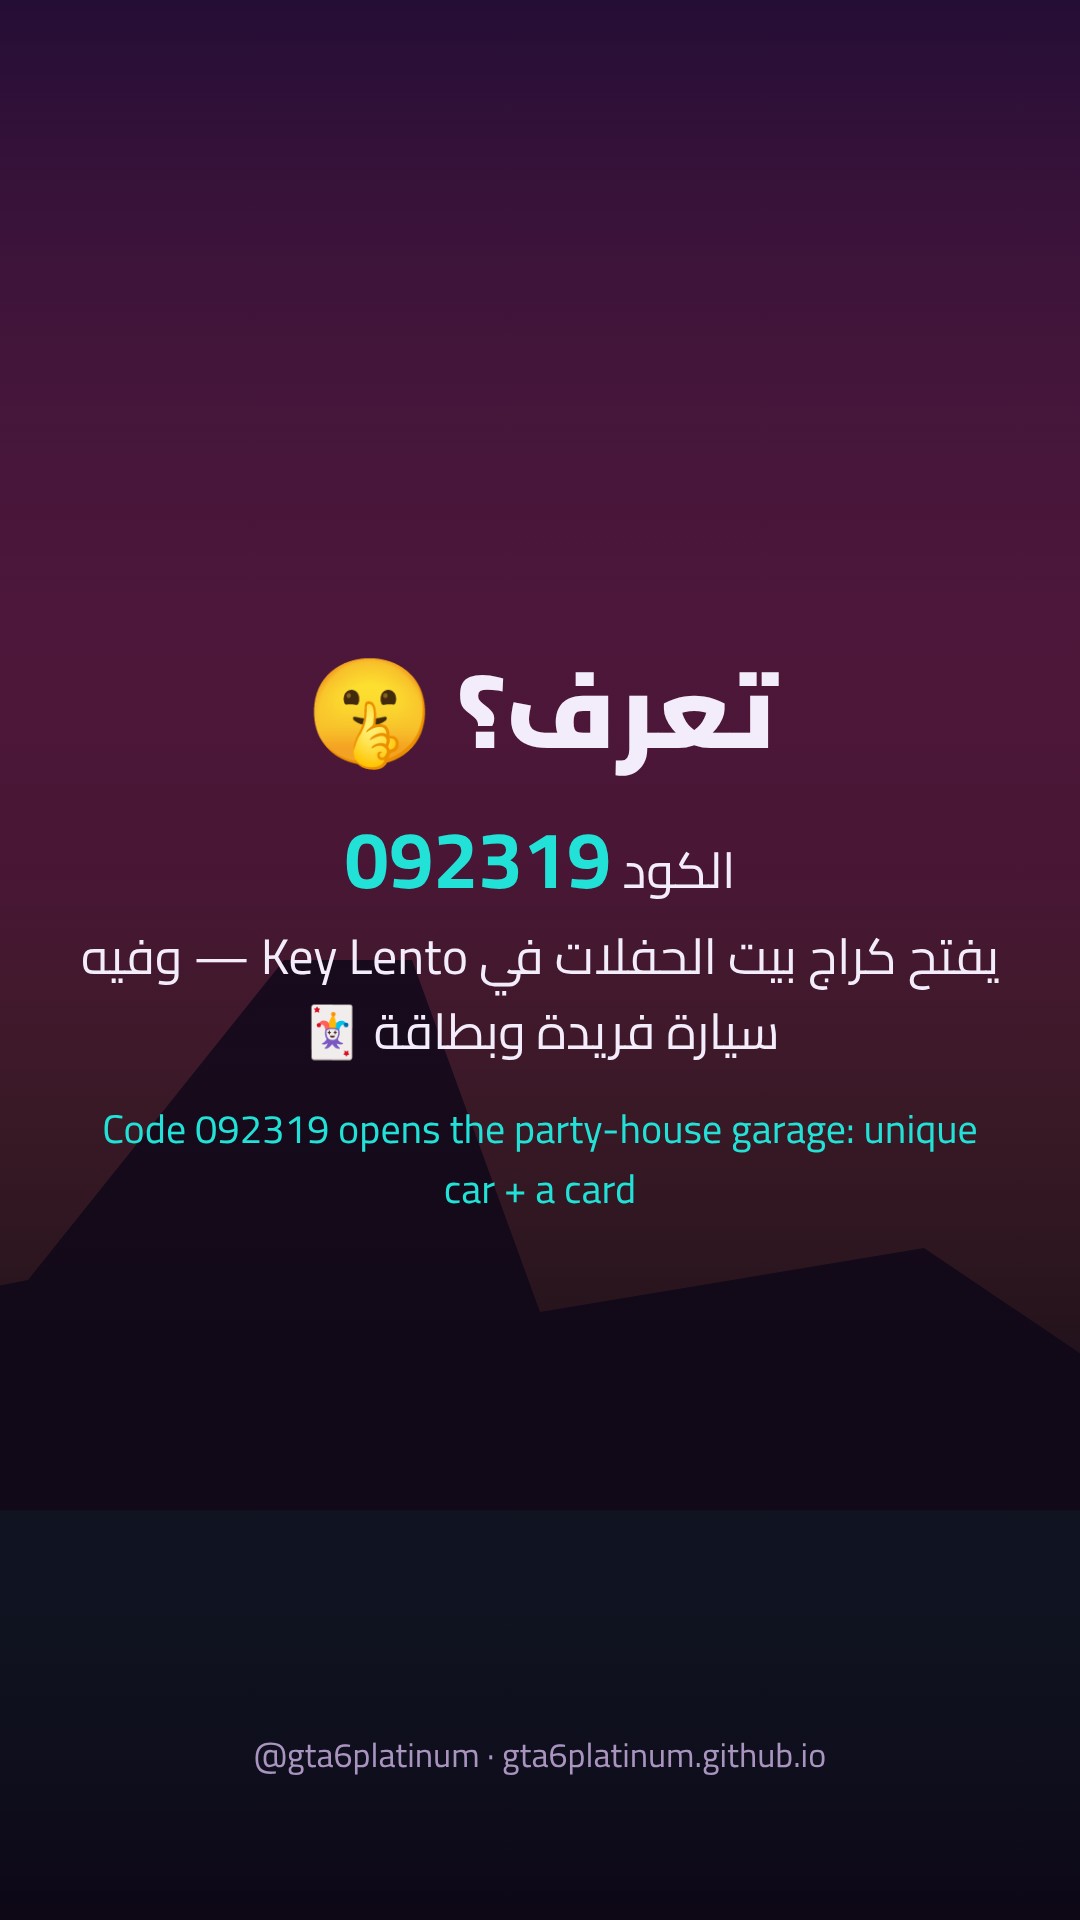 تعرف؟ 🤫
الكود 092319
يفتح كراج بيت الحفلات في Key Lento — وفيه
سيارة فريدة وبطاقة 🃏
Code 092319 opens the party-house garage: unique
car + a card
@gta6platinum · gta6platinum.github.io